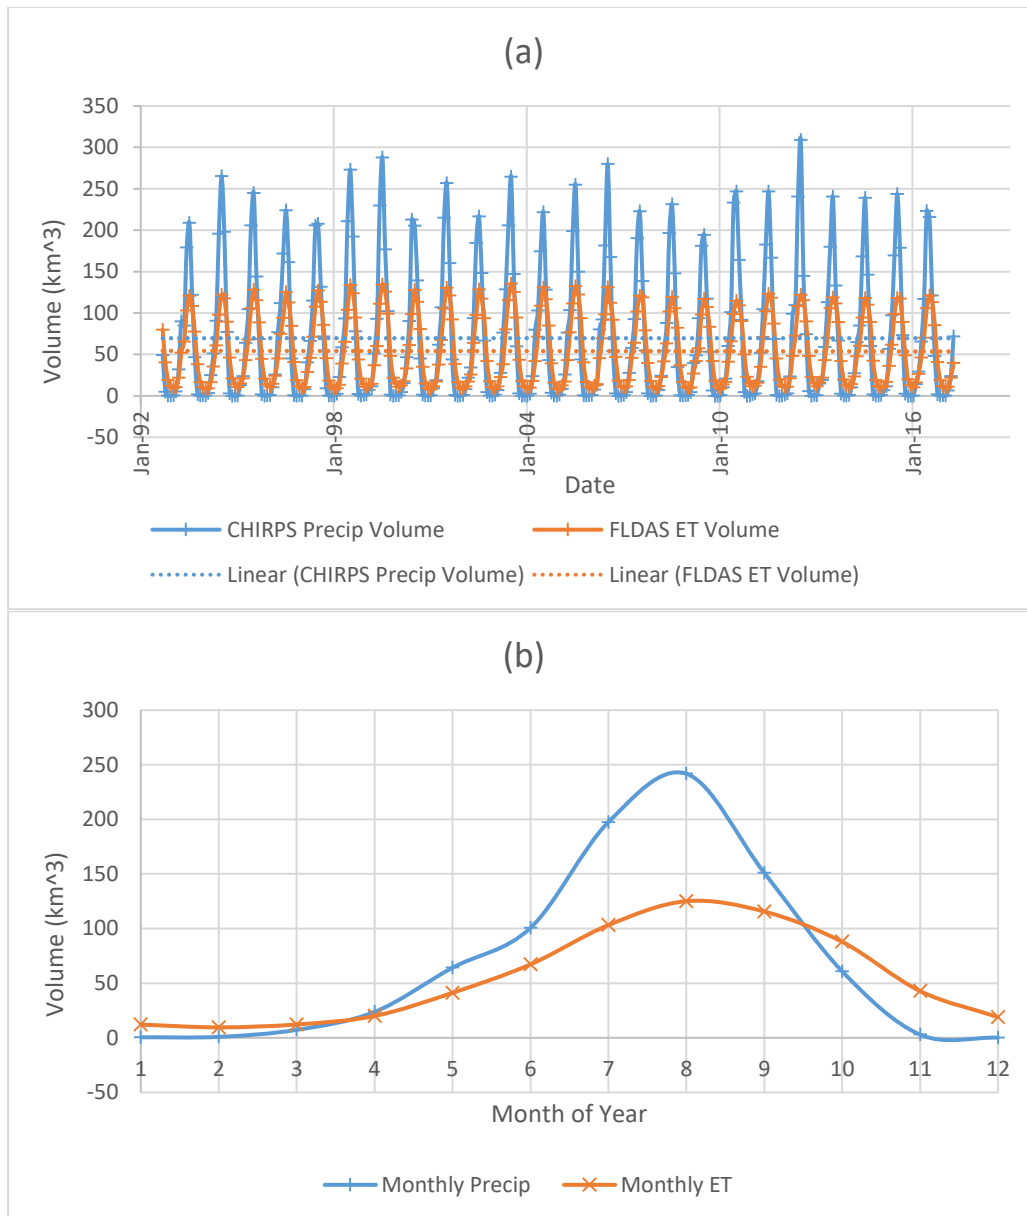 (a)
350
300
250
200
150
100
50
0
-50
Volume (km^3)
Jan-92
Jan-98
Jan-04
Jan-10
Jan-16
Date
CHIRPS Precip Volume
FLDAS ET Volume
Linear (CHIRPS Precip Volume)
Linear (FLDAS ET Volume)
(b)
300
250
200
150
100
50
0
-50
Volume (km^3)
1 2 3 4 5 6 7 8 9 10 11 12
Month of Year
Monthly Precip
Monthly ET